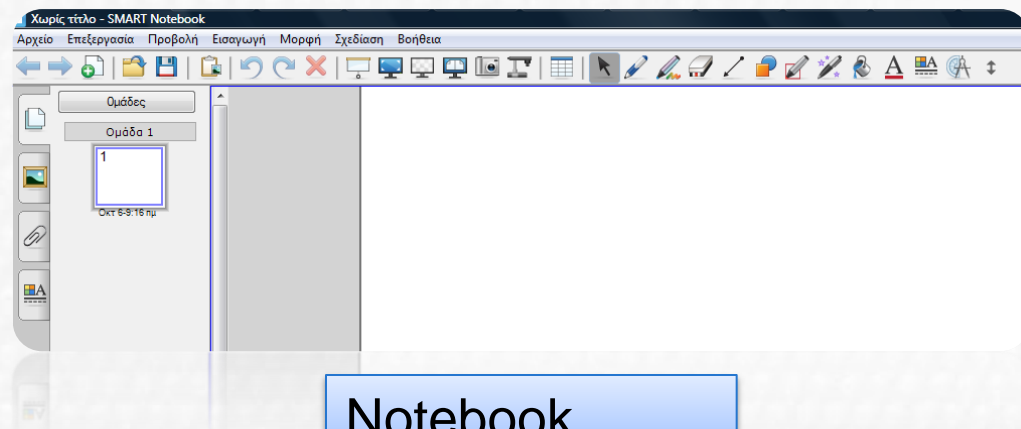 Χωρίς τίτλο - SMART Notebook
Αρχείο Επεξεργασία Προβολή Εισαγωγή Μορφή Σχεδίαση Βοήθεια
Ομάδες
Ομάδα 1
1
Οκτ 6-9:16 πμ
Notebook